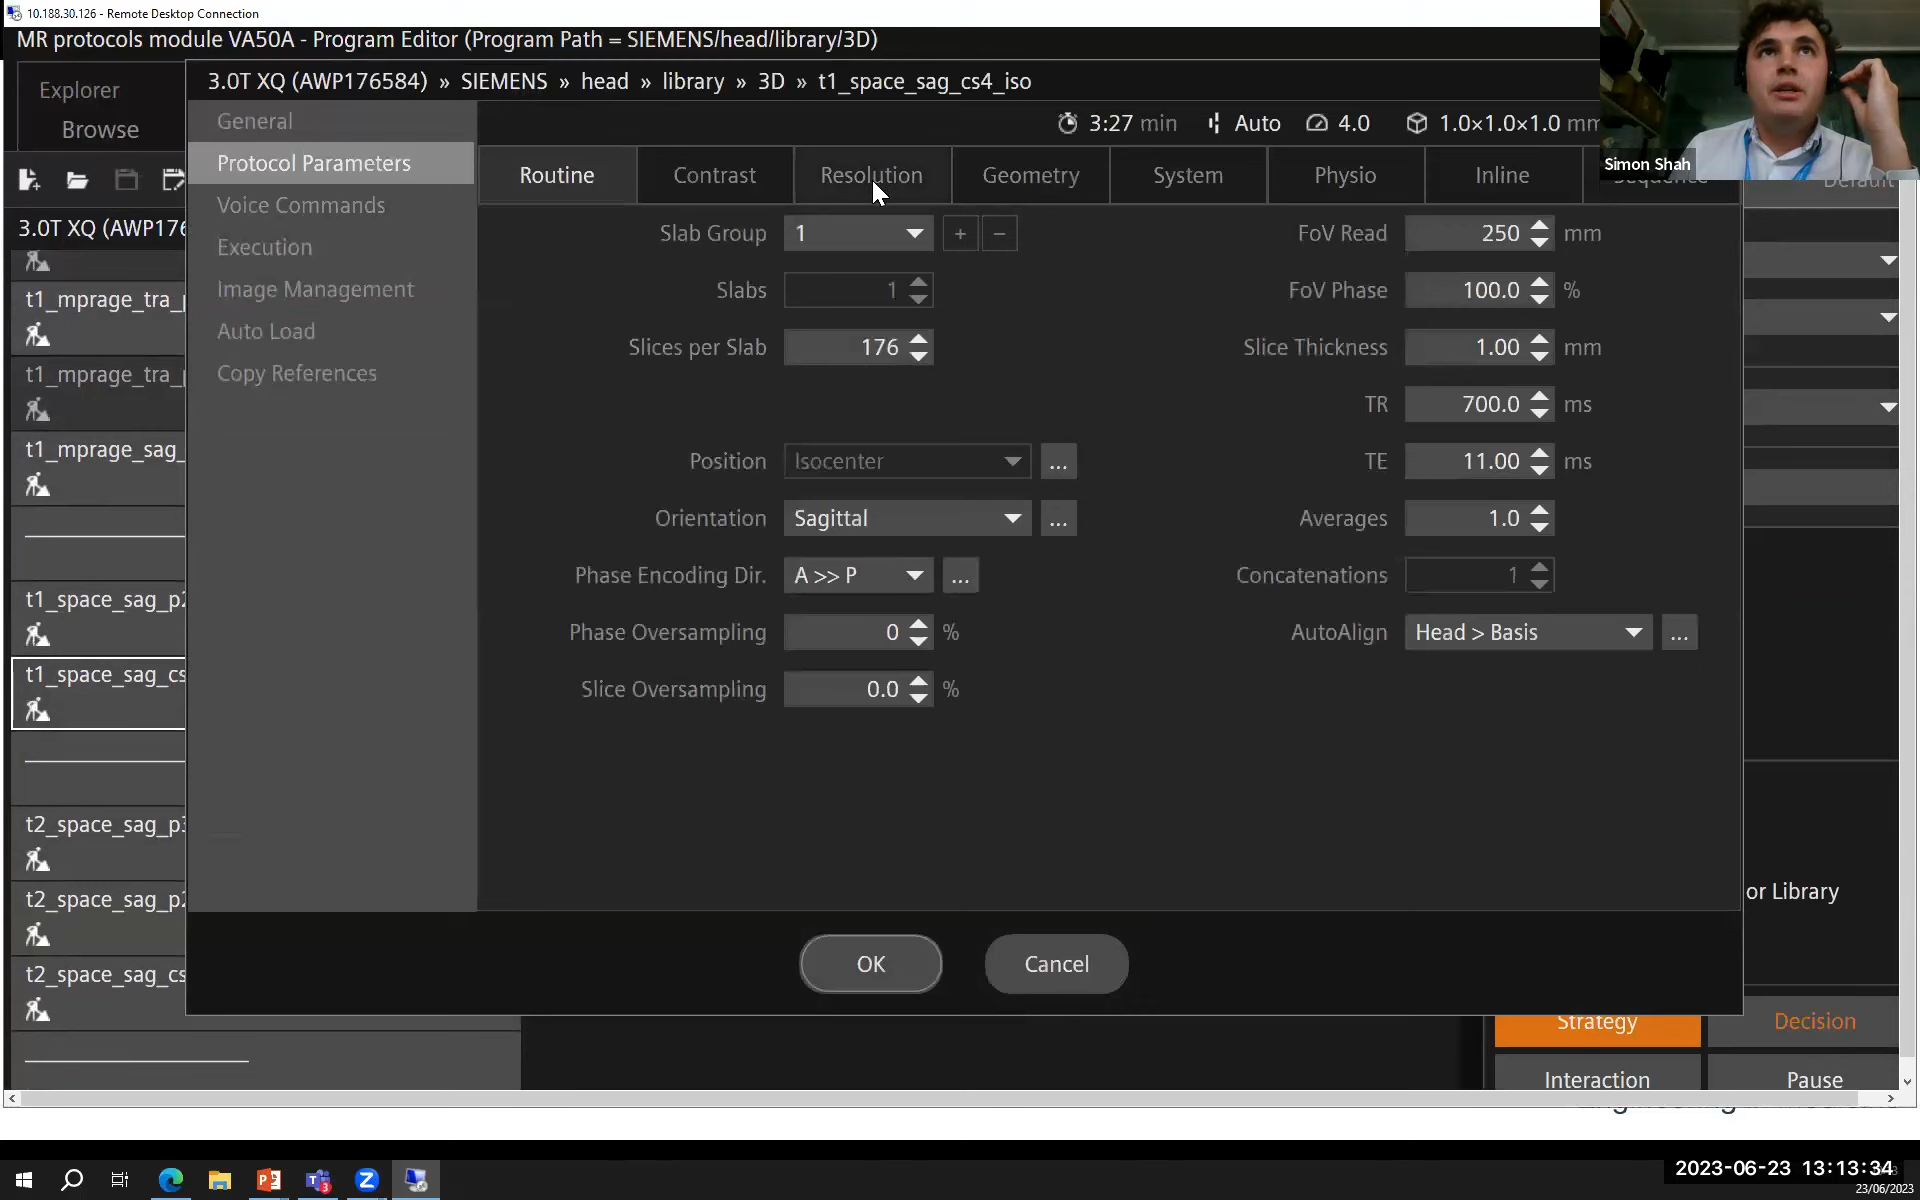 10.188.30.126 - Remote Desktop Connection
MR protocols module VA50A - Program Editor (Program Path = SIEMENS/head/library/3D)
Explorer
Browse
3.0T XQ (AWP176584) » SIEMENS » head » library » 3D » t1_space_sag_cs4_iso
3:27 min Auto 4.0 1.0×1.0×1.0 mm
Simon Shah
Default
General
Protocol Parameters
Voice Commands
Execution
Image Management
Auto Load
Copy References
Routine Contrast Resolution Geometry System Physio Inline Sequence
Slab Group 1 + −
Slabs 1
Slices per Slab 176
Position Isocenter ...
Orientation Sagittal ...
Phase Encoding Dir. A >> P ...
Phase Oversampling 0 %
Slice Oversampling 0.0 %
FoV Read 250 mm
FoV Phase 100.0 %
Slice Thickness 1.00 mm
TR 700.0 ms
TE 11.00 ms
Averages 1.0
Concatenations 1
AutoAlign Head > Basis ...
3.0T XQ (AWP176
t1_mprage_tra_p
t1_mprage_tra_p
t1_mprage_sag_
t1_space_sag_p2
t1_space_sag_cs
t2_space_sag_p3
t2_space_sag_p2
t2_space_sag_cs
OK Cancel
or Library
Strategy Decision
Interaction Pause
2023-06-23 13:13:34
23/06/2023